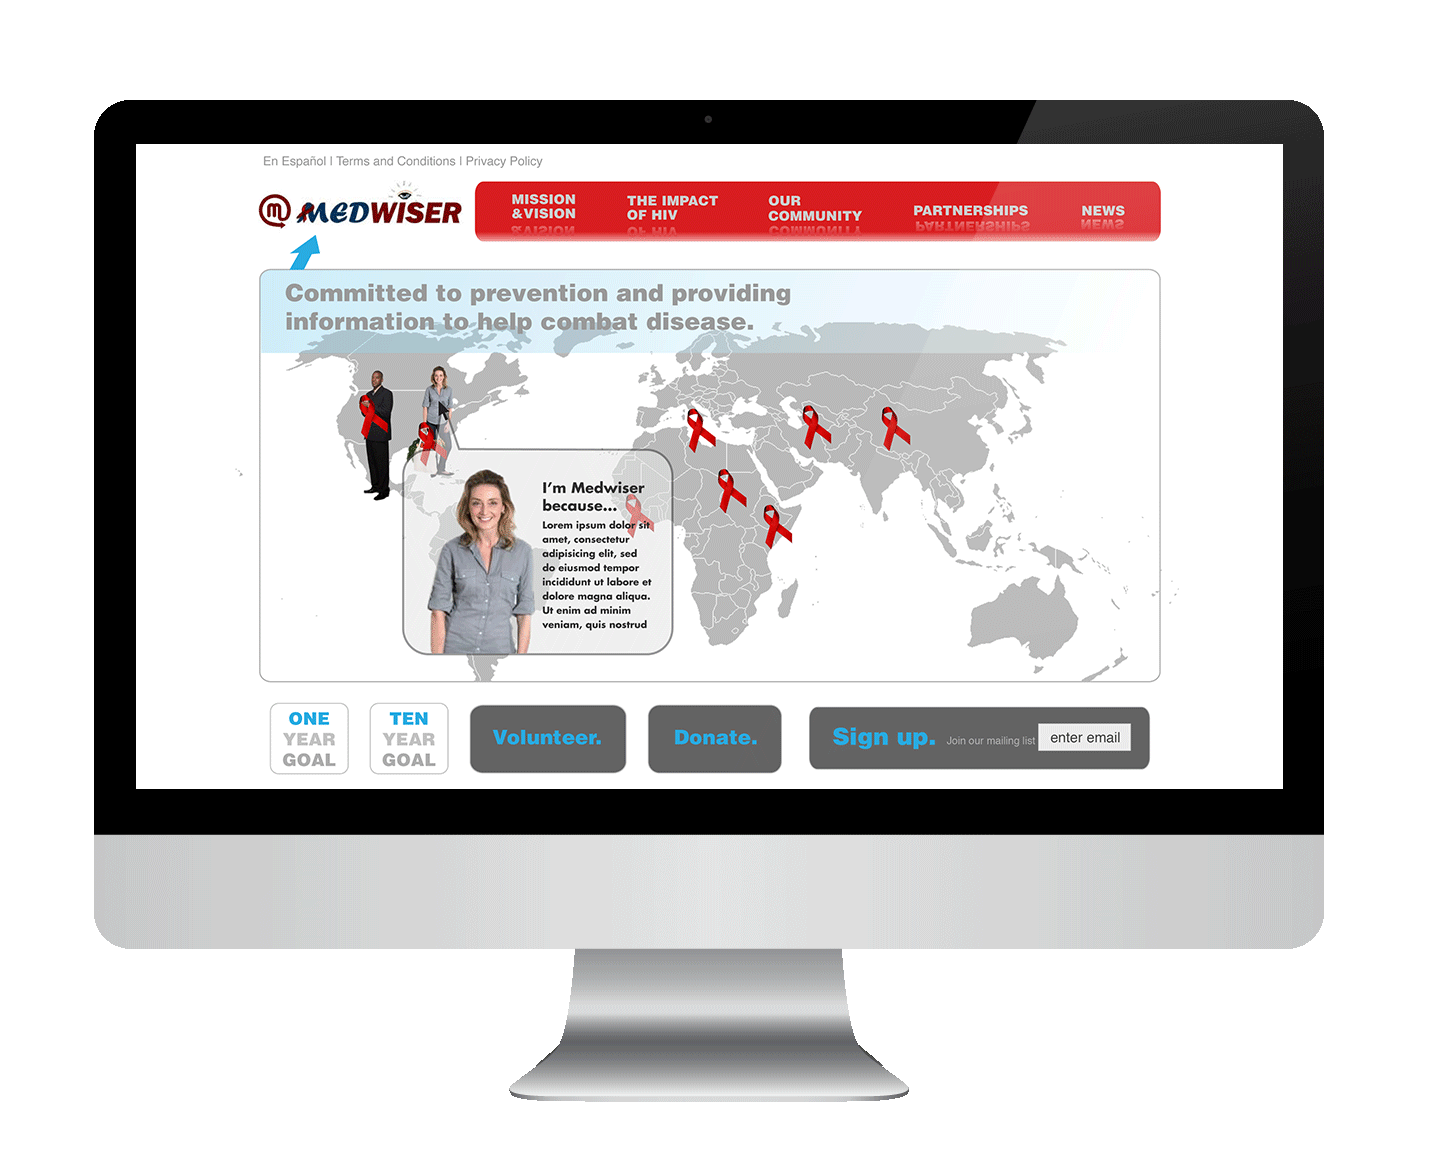 En Español | Terms and Conditions | Privacy Policy
MEDWISER
MISSION
&VISION
THE IMPACT
OF HIV
OUR
COMMUNITY
PARTNERSHIPS
NEWS
Committed to prevention and providing
information to help combat disease.
I'm Medwiser
because...
Lorem ipsum dolor sit
amet, consectetur
adipisicing elit, sed
do eiusmod tempor
incididunt ut labore et
dolore magna aliqua.
Ut enim ad minim
veniam, quis nostrud
ONE
YEAR
GOAL
TEN
YEAR
GOAL
Volunteer.
Donate.
Sign up. Join our mailing list enter email